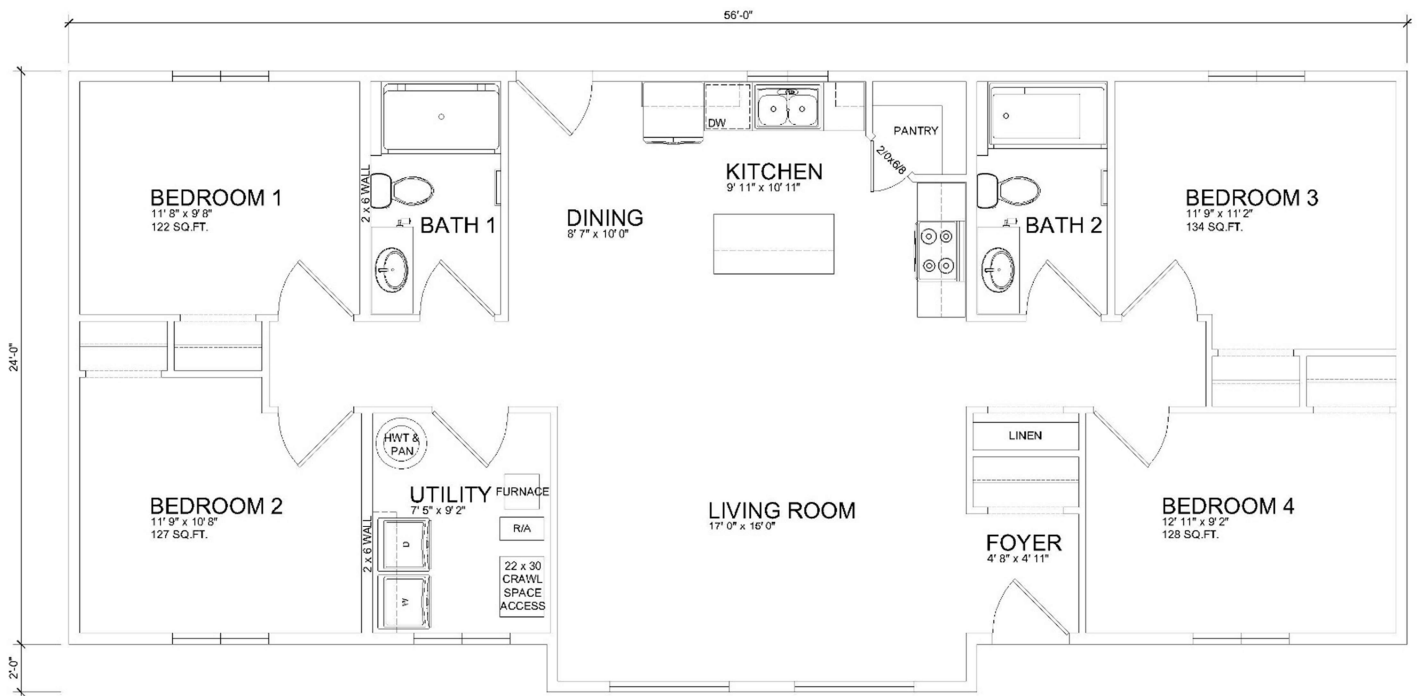 56'-0"
24'-0"
2'-0"
BEDROOM 1
11' 8" x 9' 8"
122 SQ.FT.
2 x 6 WALL
BATH 1
DINING
8' 7" x 10' 0"
DW
KITCHEN
9' 11" x 10' 11"
PANTRY
2/0x6/8
BATH 2
BEDROOM 3
11' 9" x 11' 2"
134 SQ.FT.
BEDROOM 2
11' 9" x 10' 8"
127 SQ.FT.
2 x 6 WALL
HWT &
PAN
UTILITY
7' 5" x 9' 2"
FURNACE
R/A
D
W
22 x 30
CRAWL
SPACE
ACCESS
LIVING ROOM
17' 0" x 15' 0"
LINEN
FOYER
4' 8" x 4' 11"
BEDROOM 4
12' 11" x 9' 2"
128 SQ.FT.